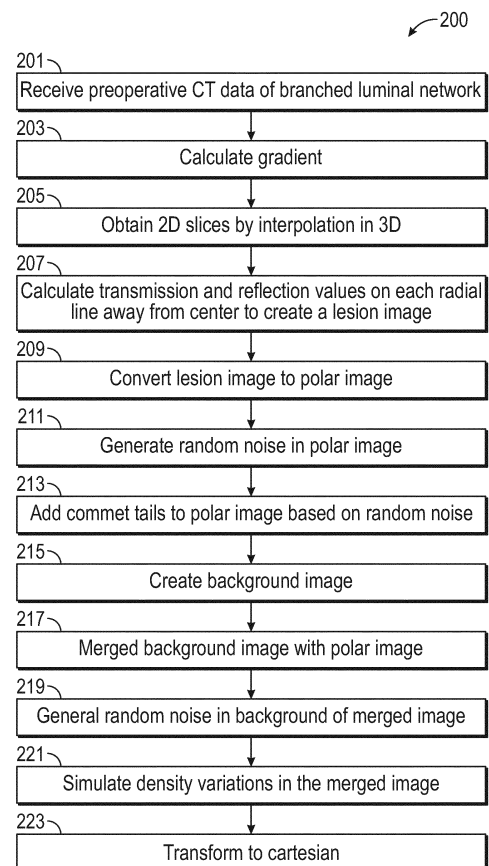 200
201
Receive preoperative CT data of branched luminal network
203
Calculate gradient
205
Obtain 2D slices by interpolation in 3D
207
Calculate transmission and reflection values on each radial
line away from center to create a lesion image
209
Convert lesion image to polar image
211
Generate random noise in polar image
213
Add commet tails to polar image based on random noise
215
Create background image
217
Merged background image with polar image
219
General random noise in background of merged image
221
Simulate density variations in the merged image
223
Transform to cartesian